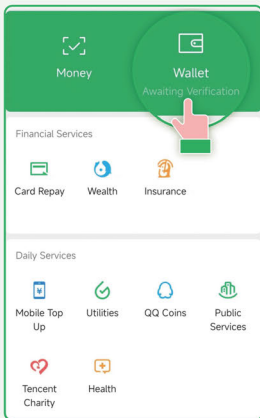 Money
Wallet
Awaiting Verification
Financial Services
Card Repay
Wealth
Insurance
Daily Services
Mobile Top
Up
Utilities
QQ Coins
Public
Services
Tencent
Charity
Health